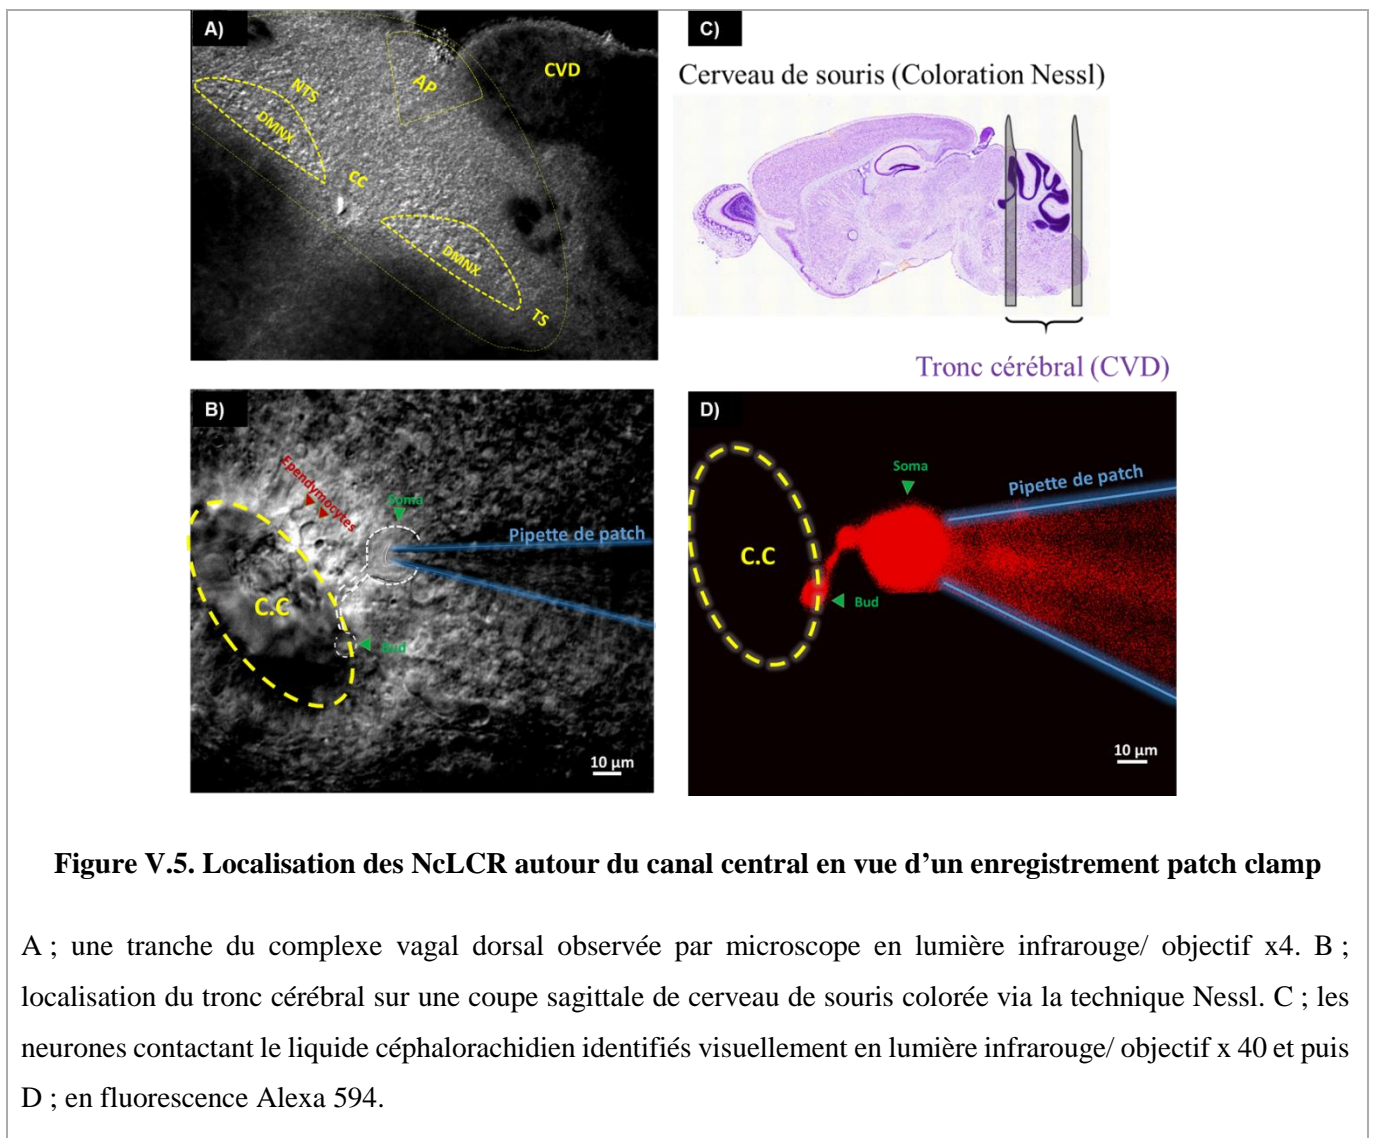 A)
CVD
AP
NTS
DMNX
CC
DMNX
TS
C)
Cerveau de souris (Coloration Nessl)
Tronc cérébral (CVD)
B)
Ependymocytes
Soma
Pipette de patch
C.C
Bud
10 µm
D)
Soma
Pipette de patch
C.C
Bud
10 µm
Figure V.5. Localisation des NcLCR autour du canal central en vue d’un enregistrement patch clamp
A ; une tranche du complexe vagal dorsal observée par microscope en lumière infrarouge/ objectif x4. B ;
localisation du tronc cérébral sur une coupe sagittale de cerveau de souris colorée via la technique Nessl. C ; les
neurones contactant le liquide céphalorachidien identifiés visuellement en lumière infrarouge/ objectif x 40 et puis
D ; en fluorescence Alexa 594.